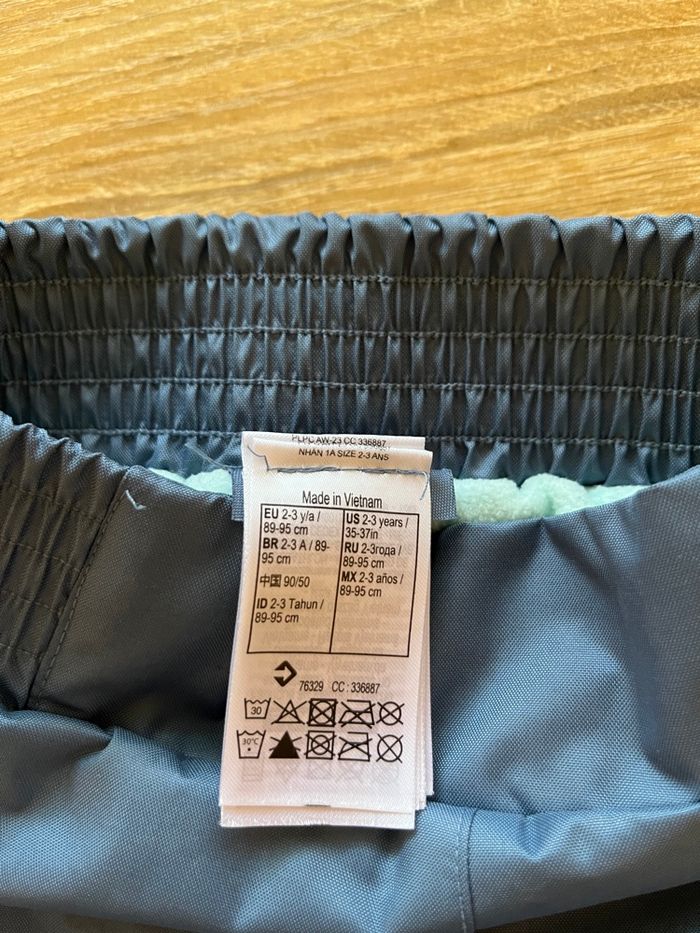 PLPC AW-23 CC 336887
NHÃN 1A SIZE 2-3 ANS
Made in Vietnam
EU 2-3 y/a /
89-95 cm
BR 2-3 A / 89-
95 cm
中国 90/50
ID 2-3 Tahun /
89-95 cm
US 2-3 years /
35-37in
RU 2-3года /
89-95 cm
MX 2-3 años /
89-95 cm
76329 CC : 336887
30
30°C